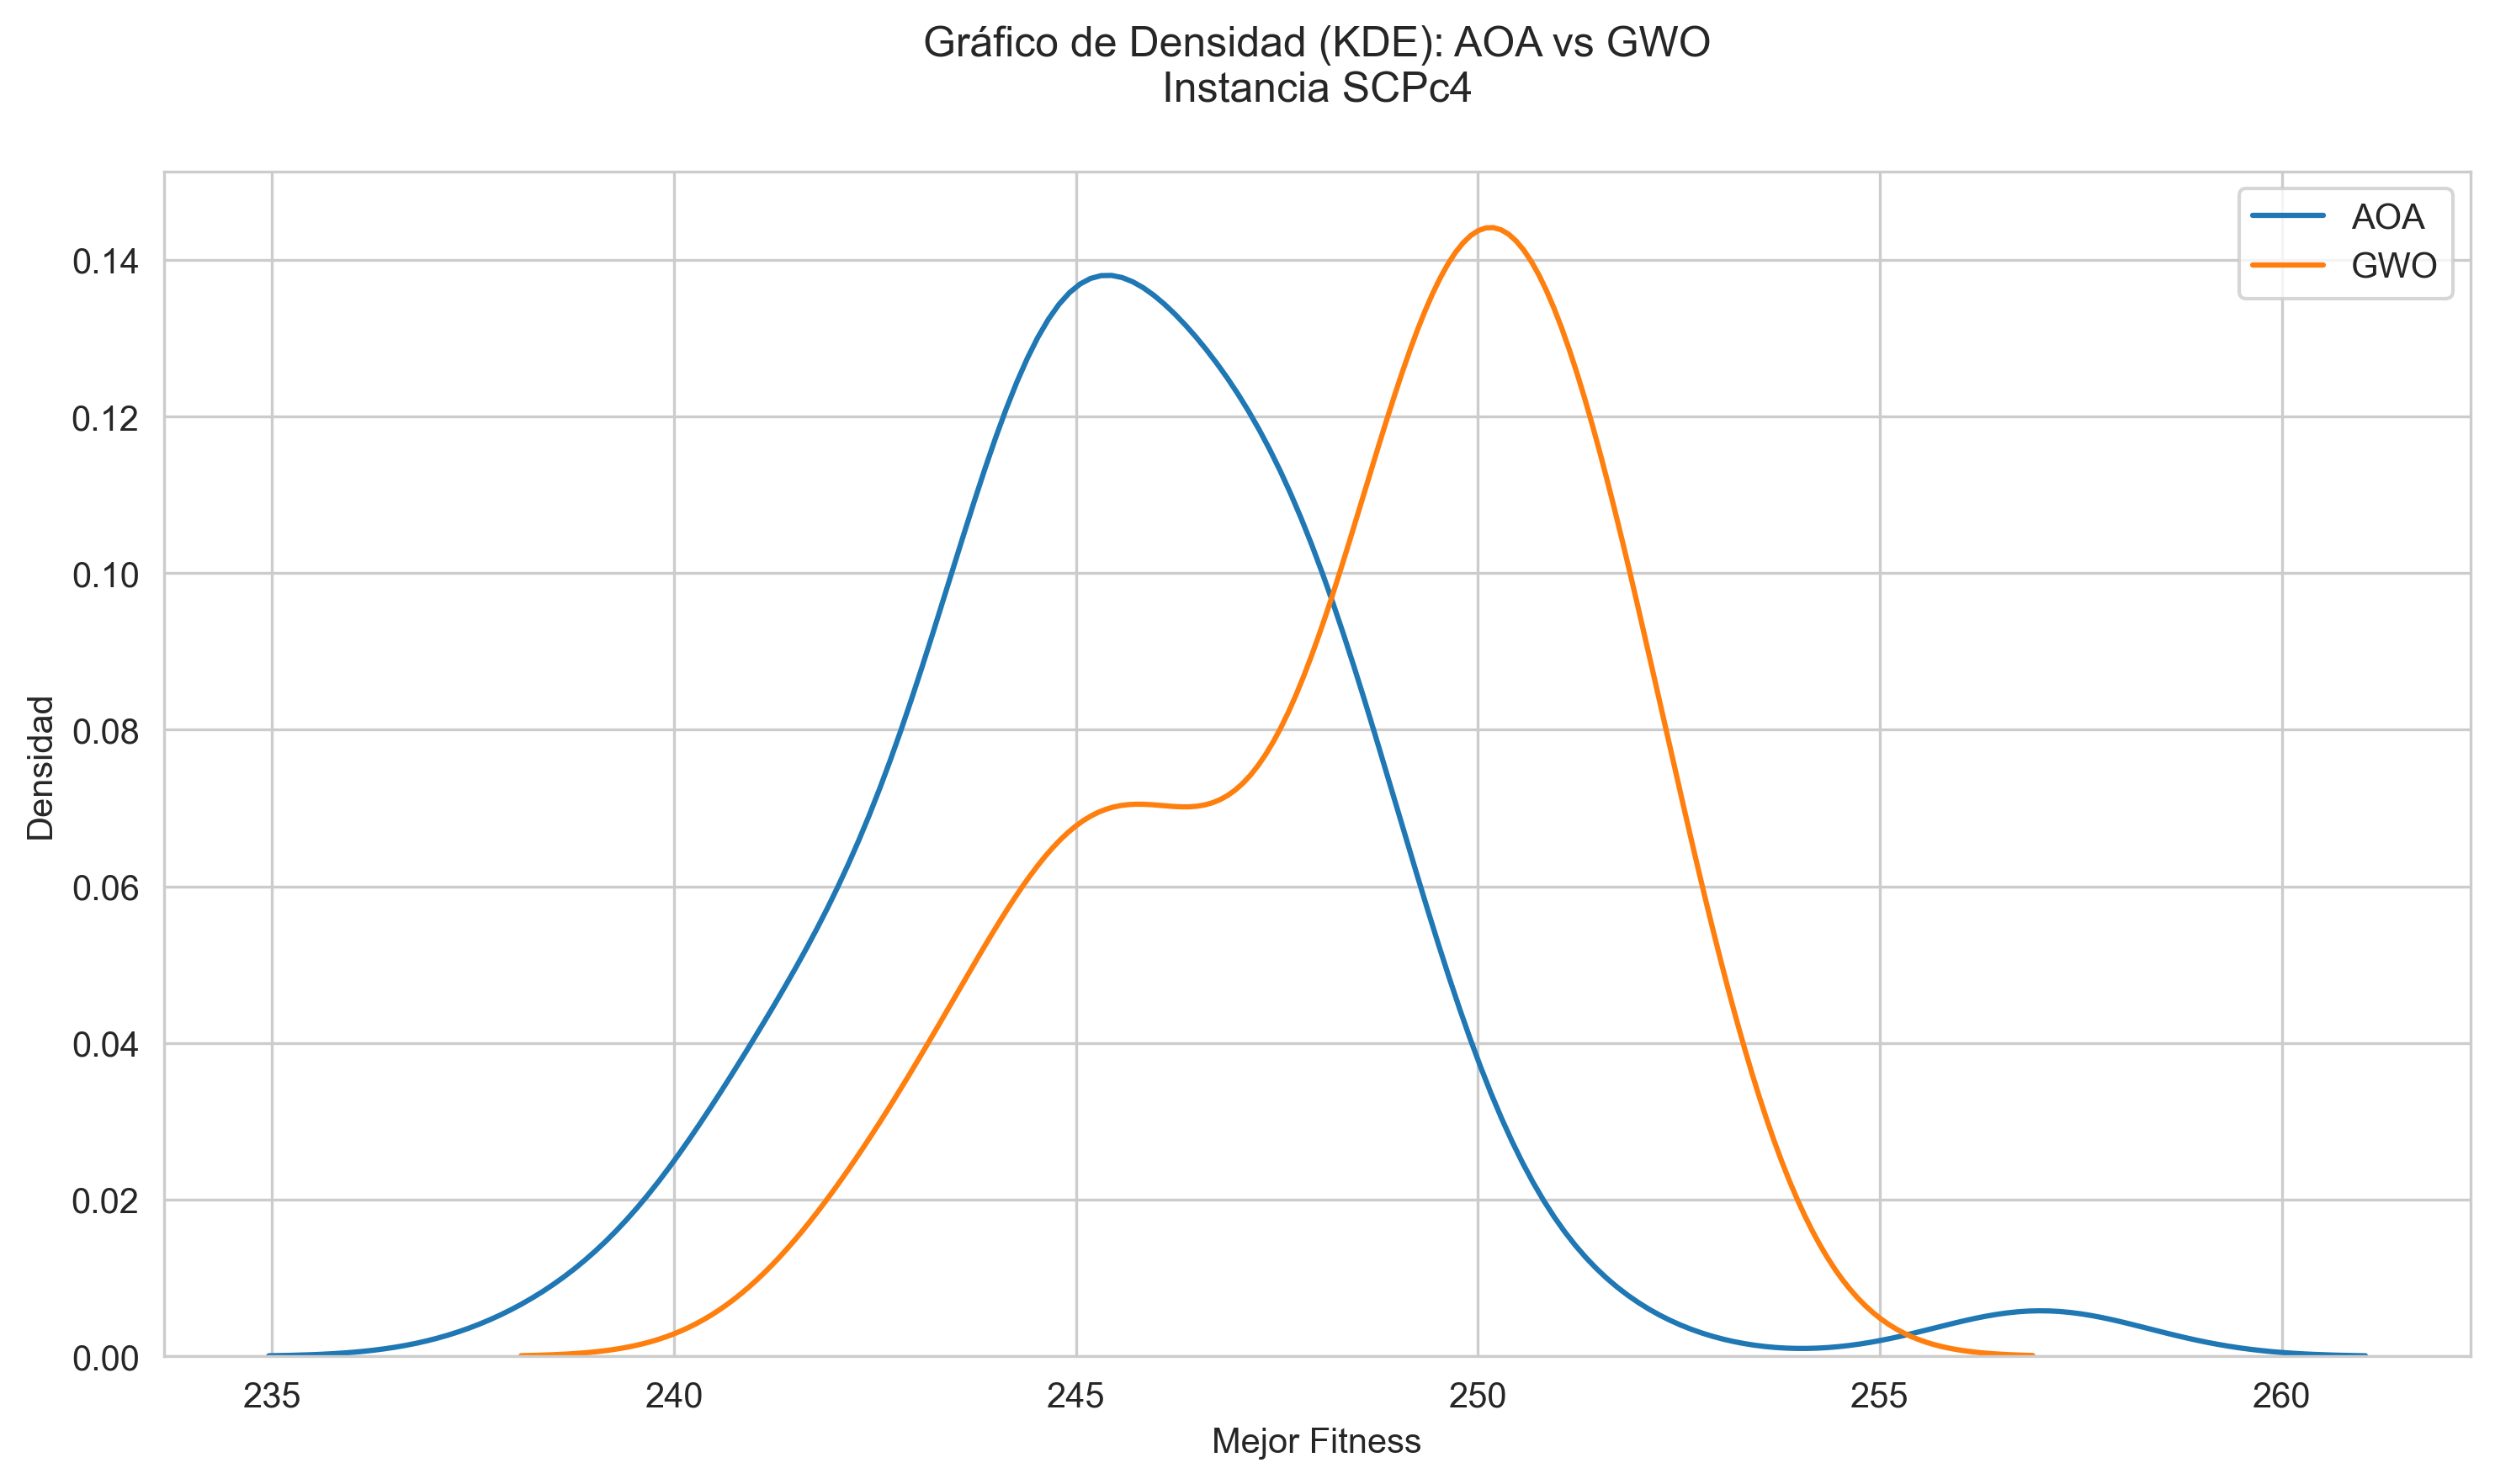 Gráfico de Densidad (KDE): AOA vs GWO
Instancia SCPc4
AOA
GWO
0.14
0.12
0.10
0.08
0.06
0.04
0.02
0.00
Densidad
235
240
245
250
255
260
Mejor Fitness